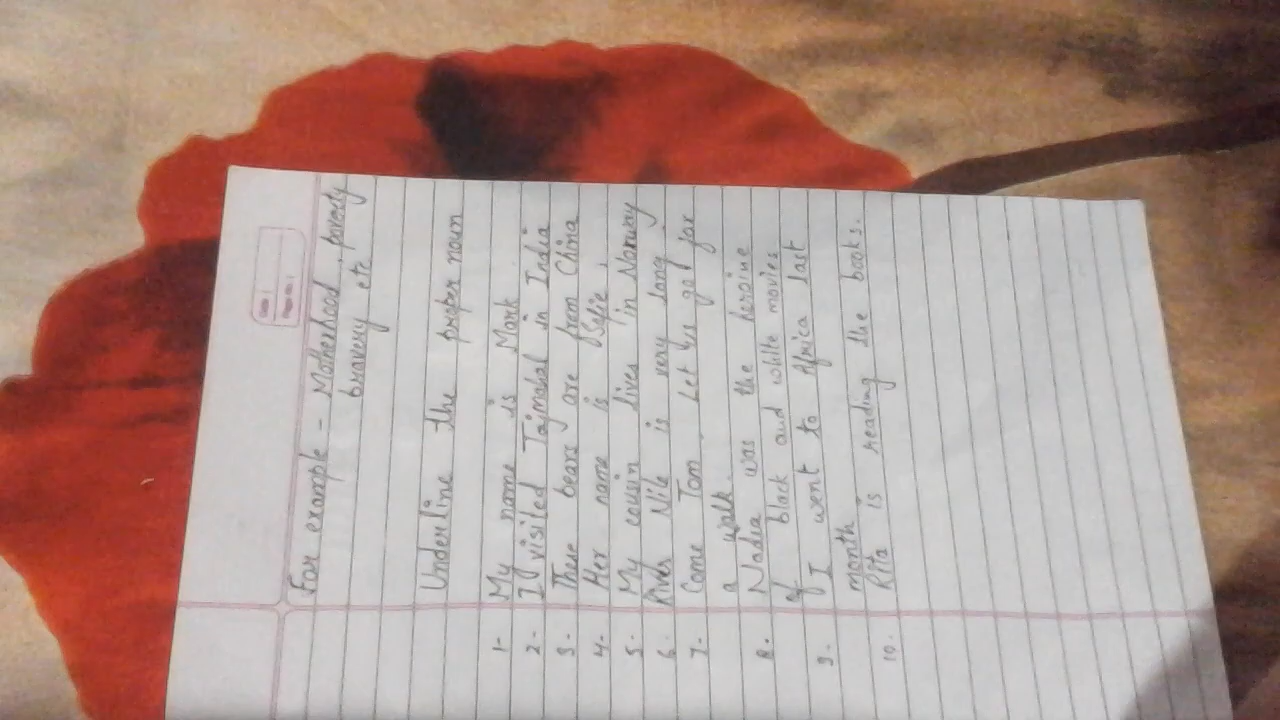 For example - Motherhood, poverty
bravery etc
Underline the proper noun
1- My name is Mark
2- I visited Tajmahal in India
3- These bears are from China
4- Her name is
5- My cousin lives in Norway
6- River Nile is very long
7- Come Tom. Let us go for
a walk.
8. Nadia was the heroine
of black and white movies
9. I went to Africa last
month
10. Rita is reading the books.